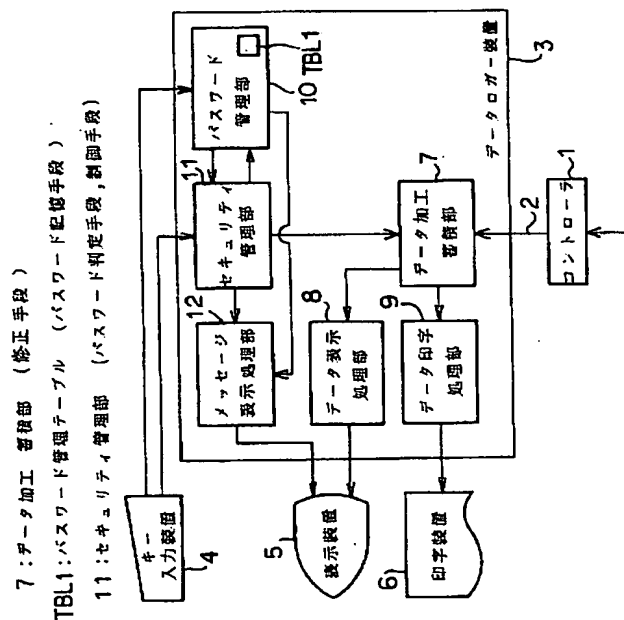 7:データ加工 蓄積部 (修正手段)
TBL1:パスワード管理テーブル (パスワード記憶手段)
11:セキュリティ管理部 (パスワード判定手段,制御手段)
キー
入力装置
4
5
表示装置
6
印字装置
12
メッセージ
表示処理部
11
セキュリティ
管理部
パスワード
管理部
10
TBL1
8
データ表示
処理部
9
データ印字
処理部
7
データ加工
蓄積部
データロガー装置
3
2
コントローラ
1